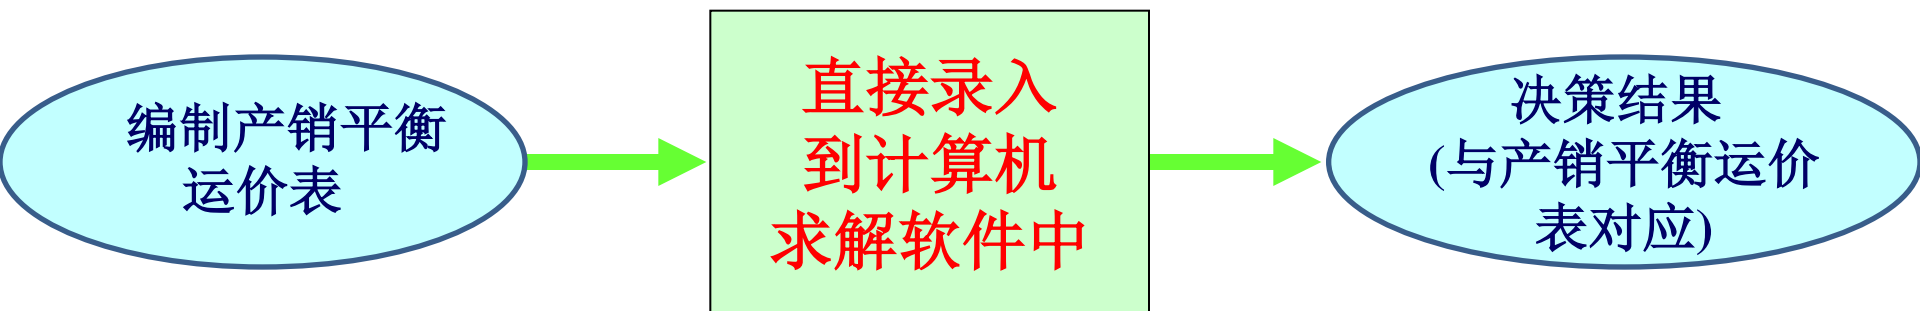 编制产销平衡
运价表
直接录入
到计算机
求解软件中
决策结果
(与产销平衡运价
表对应)